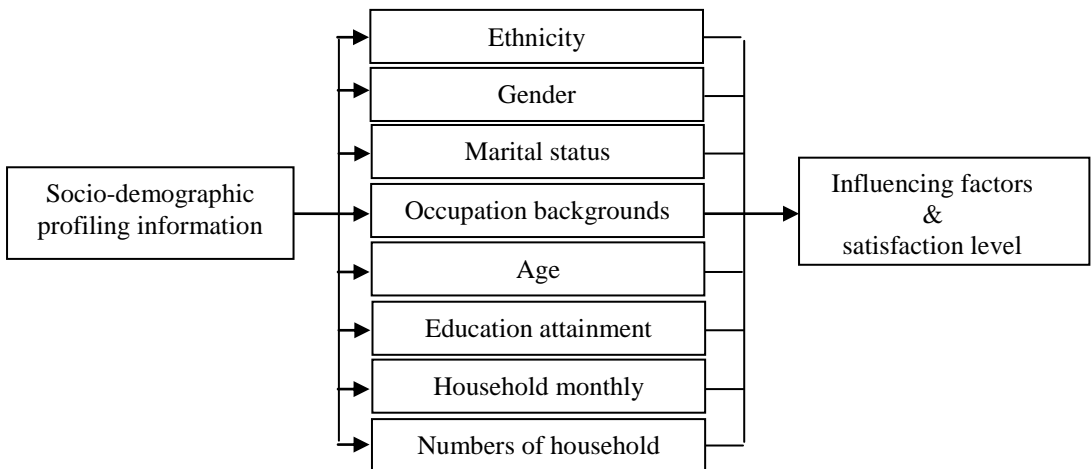 Socio-demographic
profiling information
Ethnicity
Gender
Marital status
Occupation backgrounds
Age
Education attainment
Household monthly
Numbers of household
Influencing factors
&
satisfaction level